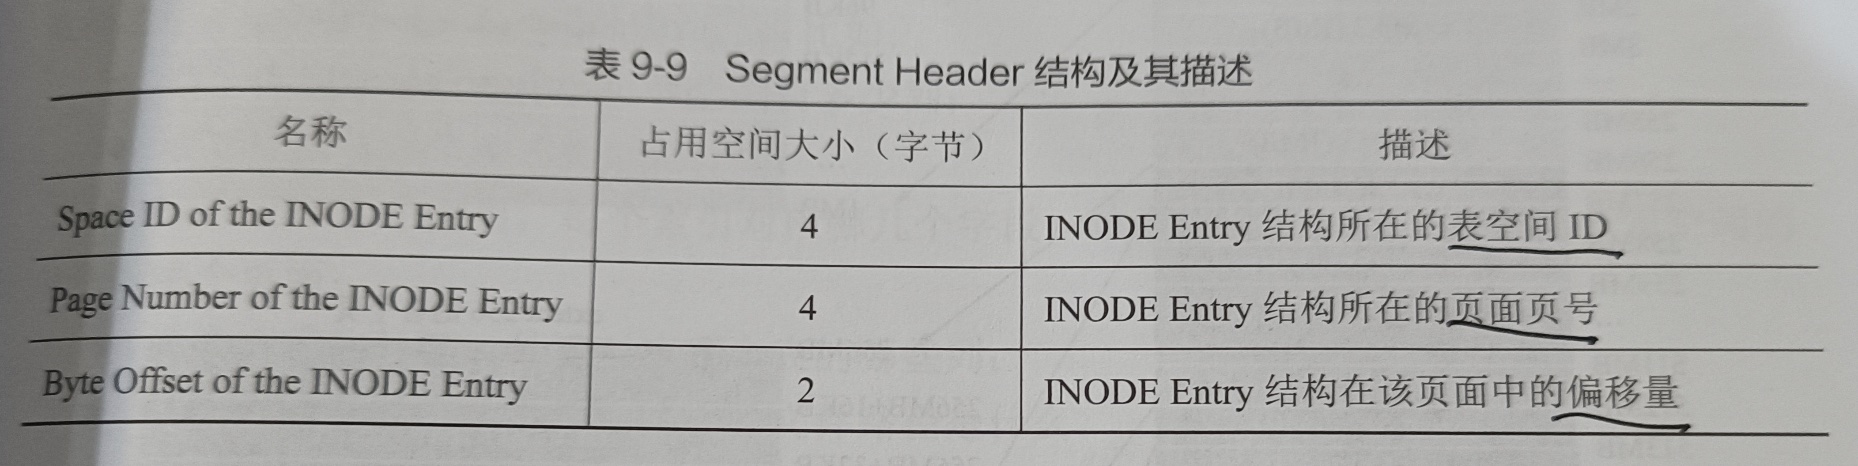 表 9-9 Segment Header 结构及其描述
名称 占用空间大小（字节） 描述
Space ID of the INODE Entry 4 INODE Entry 结构所在的表空间 ID
Page Number of the INODE Entry 4 INODE Entry 结构所在的页面页号
Byte Offset of the INODE Entry 2 INODE Entry 结构在该页面中的偏移量